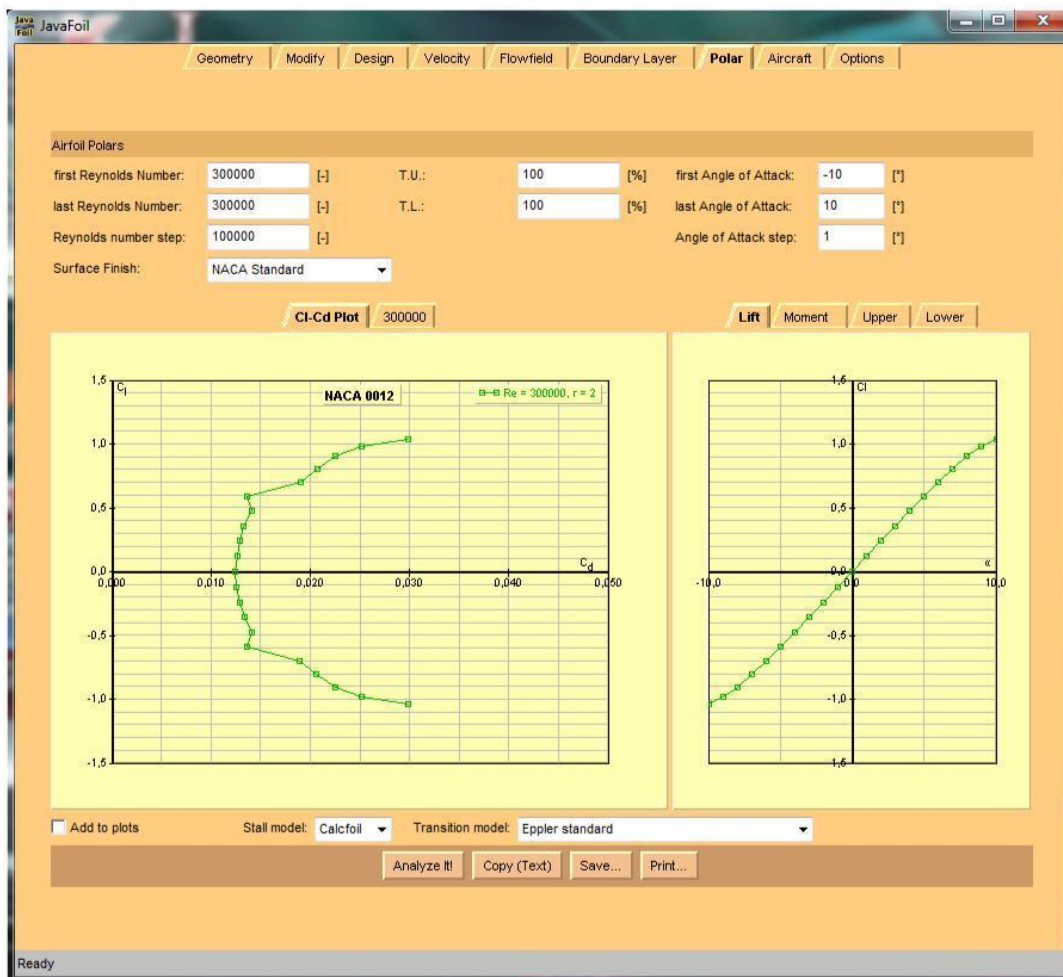 Java Foil JavaFoil
Geometry Modify Design Velocity Flowfield Boundary Layer Polar Aircraft Options
Airfoil Polars
first Reynolds Number: 300000 [-] T.U.: 100 [%] first Angle of Attack: -10 [°]
last Reynolds Number: 300000 [-] T.L.: 100 [%] last Angle of Attack: 10 [°]
Reynolds number step: 100000 [-] Angle of Attack step: 1 [°]
Surface Finish: NACA Standard
Cl-Cd Plot 300000 Lift Moment Upper Lower
1,5 Cl NACA 0012 Re = 300000, r = 2 1,5 Cl
1,0 1,0
0,5 0,5
0,0 Cd 0,0 α
0,000 0,010 0,020 0,030 0,040 0,050 -10,0 0,0 10,0
-0,5 -0,5
-1,0 -1,0
-1,5 -1,5
Add to plots Stall model: Calcfoil Transition model: Eppler standard
Analyze It! Copy (Text) Save... Print...
Ready